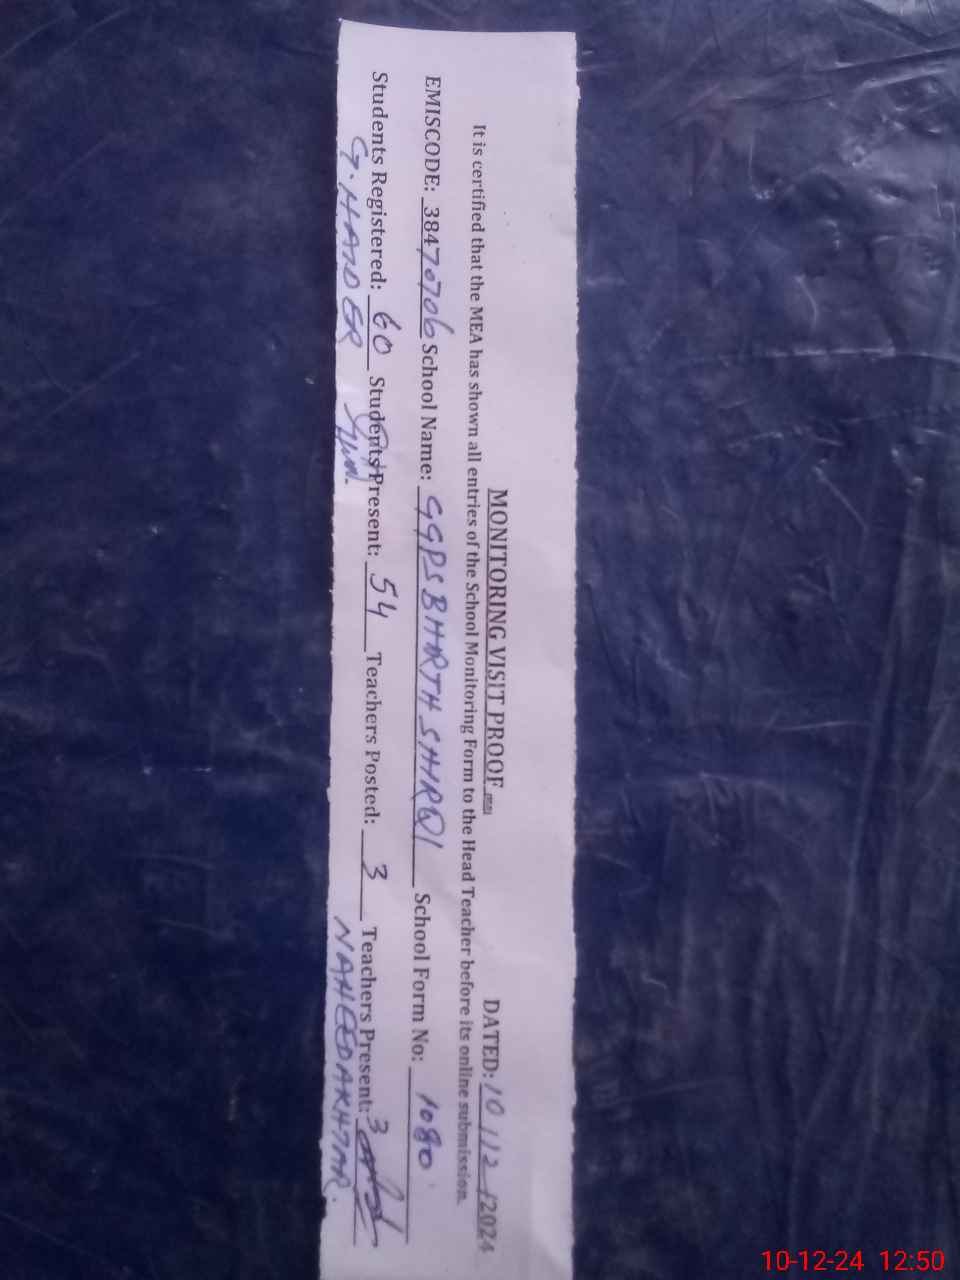 MONITORING VISIT PROOF DATED: 10/12/2024
It is certified that the MEA has shown all entries of the School Monitoring Form to the Head Teacher before its online submission.
EMISCODE: 38470706 School Name: GGPS BHRTH SHRQI School Form No: 1080
Students Registered: 60 Students Present: 54 Teachers Posted: 3 Teachers Present: 3
G. HAIDER NAHEED AKHTAR.
10-12-24 12:50